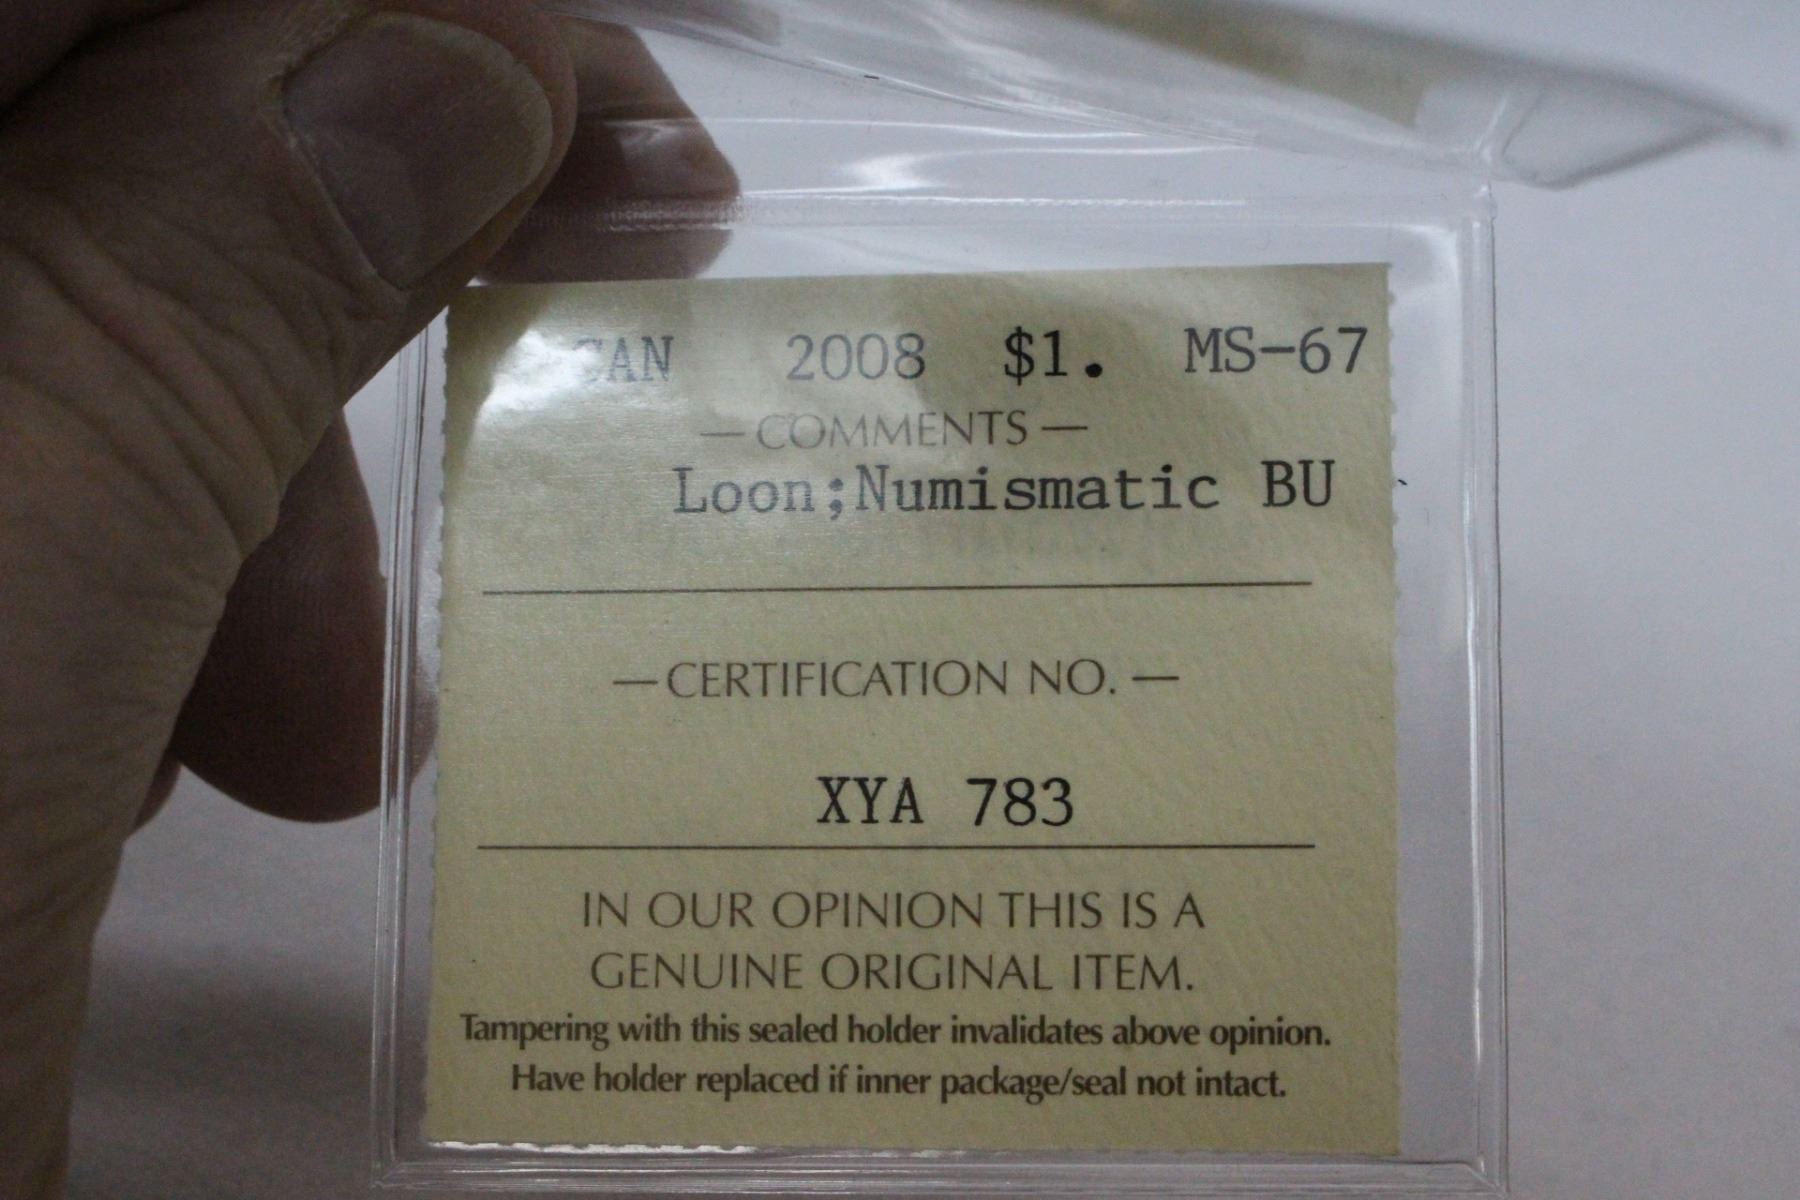 CAN 2008 $1. MS-67
—COMMENTS—
Loon;Numismatic BU
—CERTIFICATION NO.—
XYA 783
IN OUR OPINION THIS IS A
GENUINE ORIGINAL ITEM.
Tampering with this sealed holder invalidates above opinion.
Have holder replaced if inner package/seal not intact.